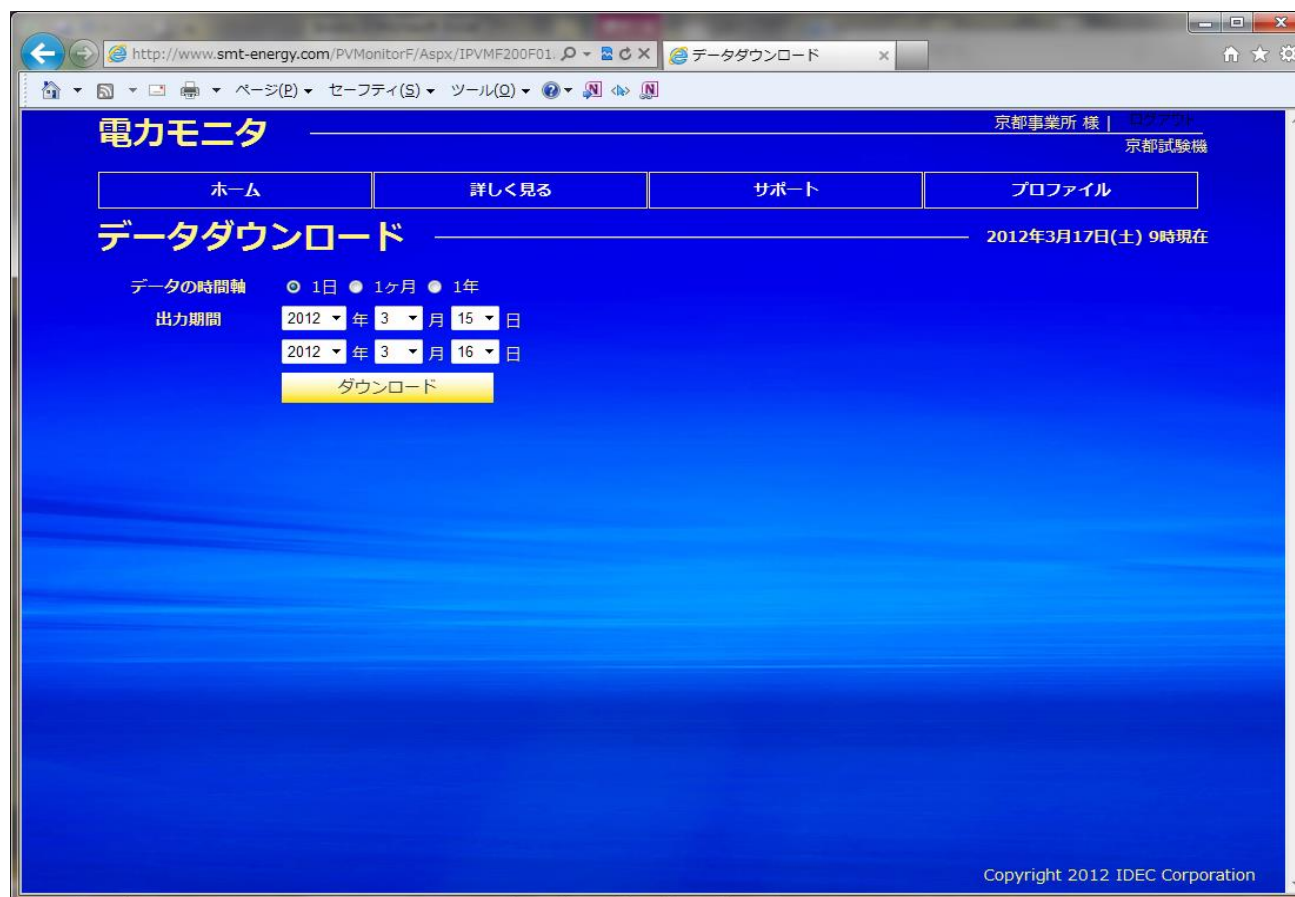 http://www.smt-energy.com/PVMonitorF/Aspx/IPVMF200F01. データダウンロード
ページ(P) セーフティ(S) ツール(O)
電力モニタ 京都事業所 様 | ログアウト
京都試験機
ホーム 詳しく見る サポート プロファイル
データダウンロード 2012年3月17日(土) 9時現在
データの時間軸 1日 1ヶ月 1年
出力期間 2012 年 3 月 15 日
2012 年 3 月 16 日
ダウンロード
Copyright 2012 IDEC Corporation